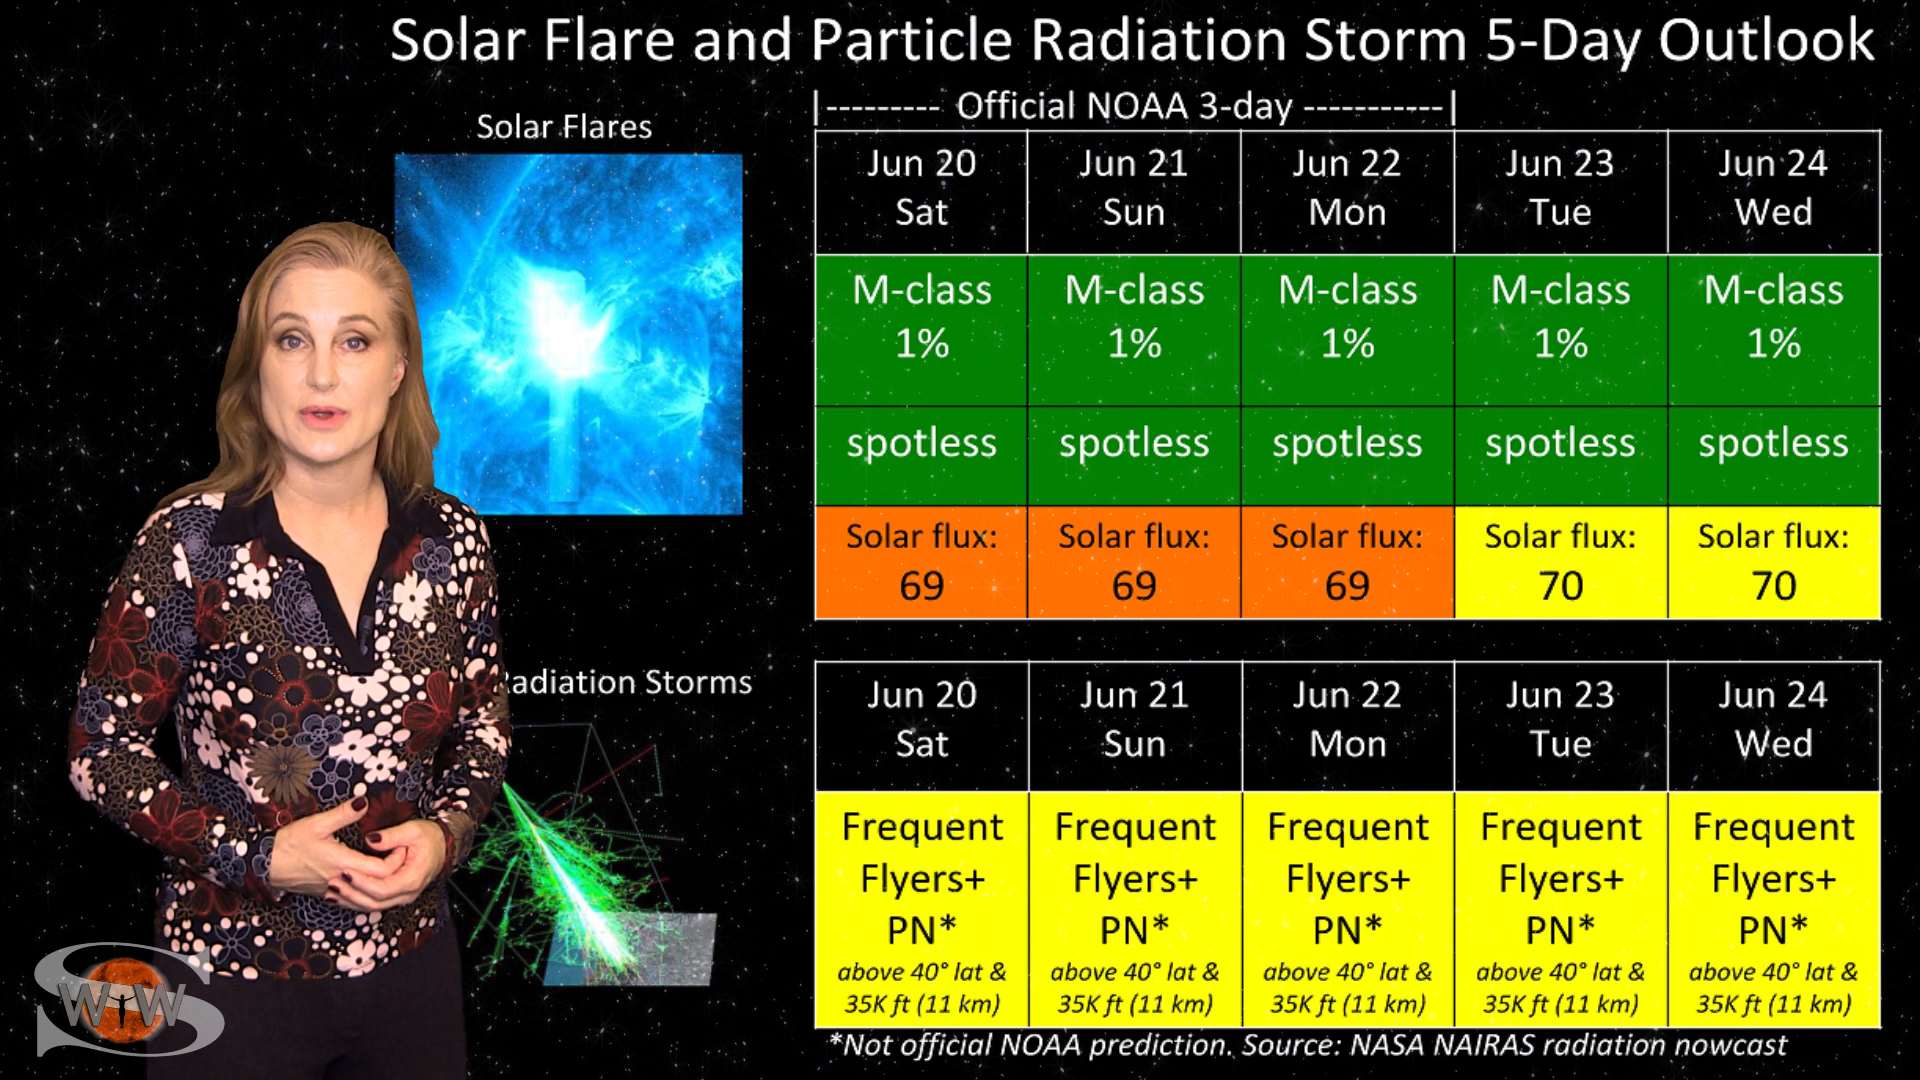 Solar Flare and Particle Radiation Storm 5-Day Outlook
|--------- Official NOAA 3-day -----------|
Solar Flares
Jun 20 Jun 21 Jun 22 Jun 23 Jun 24
Sat Sun Mon Tue Wed
M-class M-class M-class M-class M-class
1% 1% 1% 1% 1%
spotless spotless spotless spotless spotless
Solar flux: Solar flux: Solar flux: Solar flux: Solar flux:
69 69 69 70 70
adiation Storms
Jun 20 Jun 21 Jun 22 Jun 23 Jun 24
Sat Sun Mon Tue Wed
Frequent Frequent Frequent Frequent Frequent
Flyers+ Flyers+ Flyers+ Flyers+ Flyers+
PN* PN* PN* PN* PN*
above 40° lat & above 40° lat & above 40° lat & above 40° lat & above 40° lat &
35K ft (11 km) 35K ft (11 km) 35K ft (11 km) 35K ft (11 km) 35K ft (11 km)
*Not official NOAA prediction. Source: NASA NAIRAS radiation nowcast
S
WTW